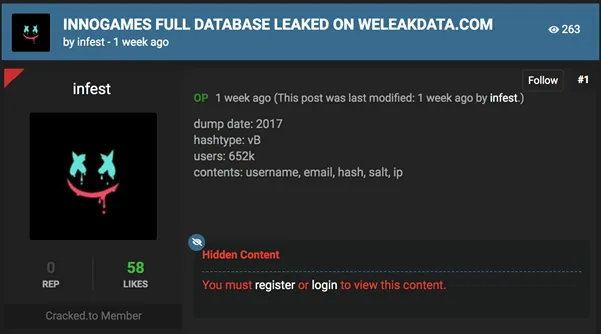 INNOGAMES FULL DATABASE LEAKED ON WELEAKDATA.COM
by infest - 1 week ago
263
infest
Follow
#1
OP 1 week ago (This post was last modified: 1 week ago by infest.)
dump date: 2017
hashtype: vB
users: 652k
contents: username, email, hash, salt, ip
0
REP
58
LIKES
Cracked.to Member
Hidden Content
You must register or login to view this content.